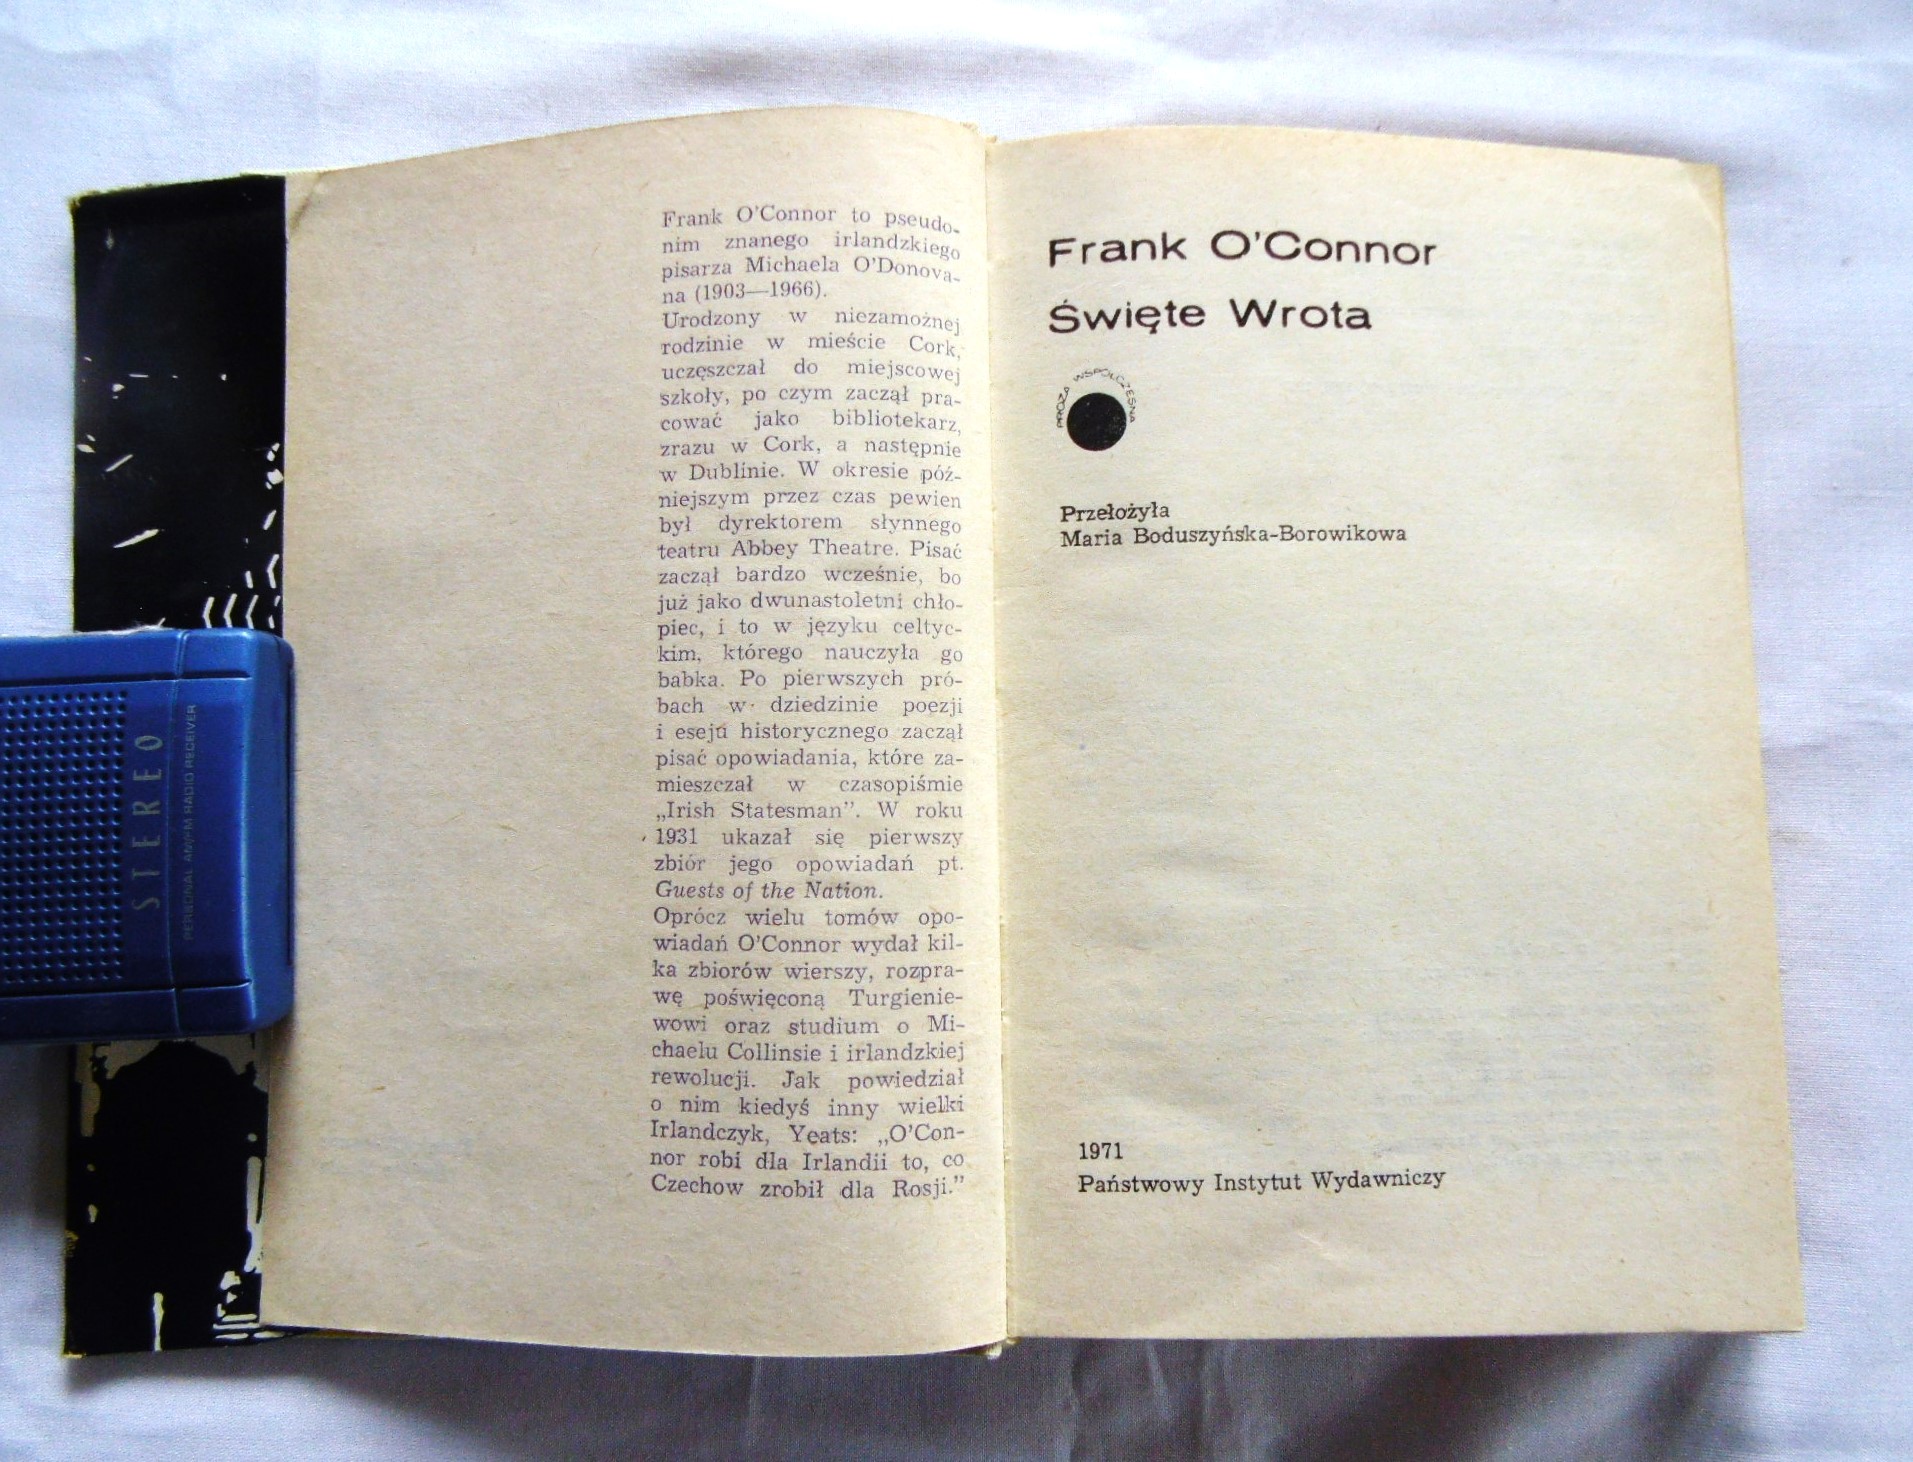 Frank O'Connor to pseudo-
nim znanego irlandzkiego
pisarza Michaela O'Donova-
na (1903—1966).
Urodzony w niezamożnej
rodzinie w mieście Cork,
uczęszczał do miejscowej
szkoły, po czym zaczął pra-
cować jako bibliotekarz,
zrazu w Cork, a następnie
w Dublinie. W okresie póź-
niejszym przez czas pewien
był dyrektorem słynnego
teatru Abbey Theatre. Pisać
zaczął bardzo wcześnie, bo
już jako dwunastoletni chło-
piec, i to w języku celtyc-
kim, którego nauczyła go
babka. Po pierwszych pró-
bach w dziedzinie poezji
i eseju historycznego zaczął
pisać opowiadania, które za-
mieszczał w czasopiśmie
„Irish Statesman”. W roku
1931 ukazał się pierwszy
zbiór jego opowiadań pt.
Guests of the Nation.
Oprócz wielu tomów opo-
wiadań O'Connor wydał kil-
ka zbiorów wierszy, rozpra-
wę poświęconą Turgienie-
wowi oraz studium o Mi-
chaelu Collinsie i irlandzkiej
rewolucji. Jak powiedział
o nim kiedyś inny wielki
Irlandczyk, Yeats: „O'Con-
nor robi dla Irlandii to, co
Czechow zrobił dla Rosji.”
Frank O'Connor
Święte Wrota
PROZA WSPÓŁCZESNA
Przełożyła
Maria Boduszyńska-Borowikowa
1971
Państwowy Instytut Wydawniczy
STEREO
PERSONAL AM/FM RADIO RECEIVER